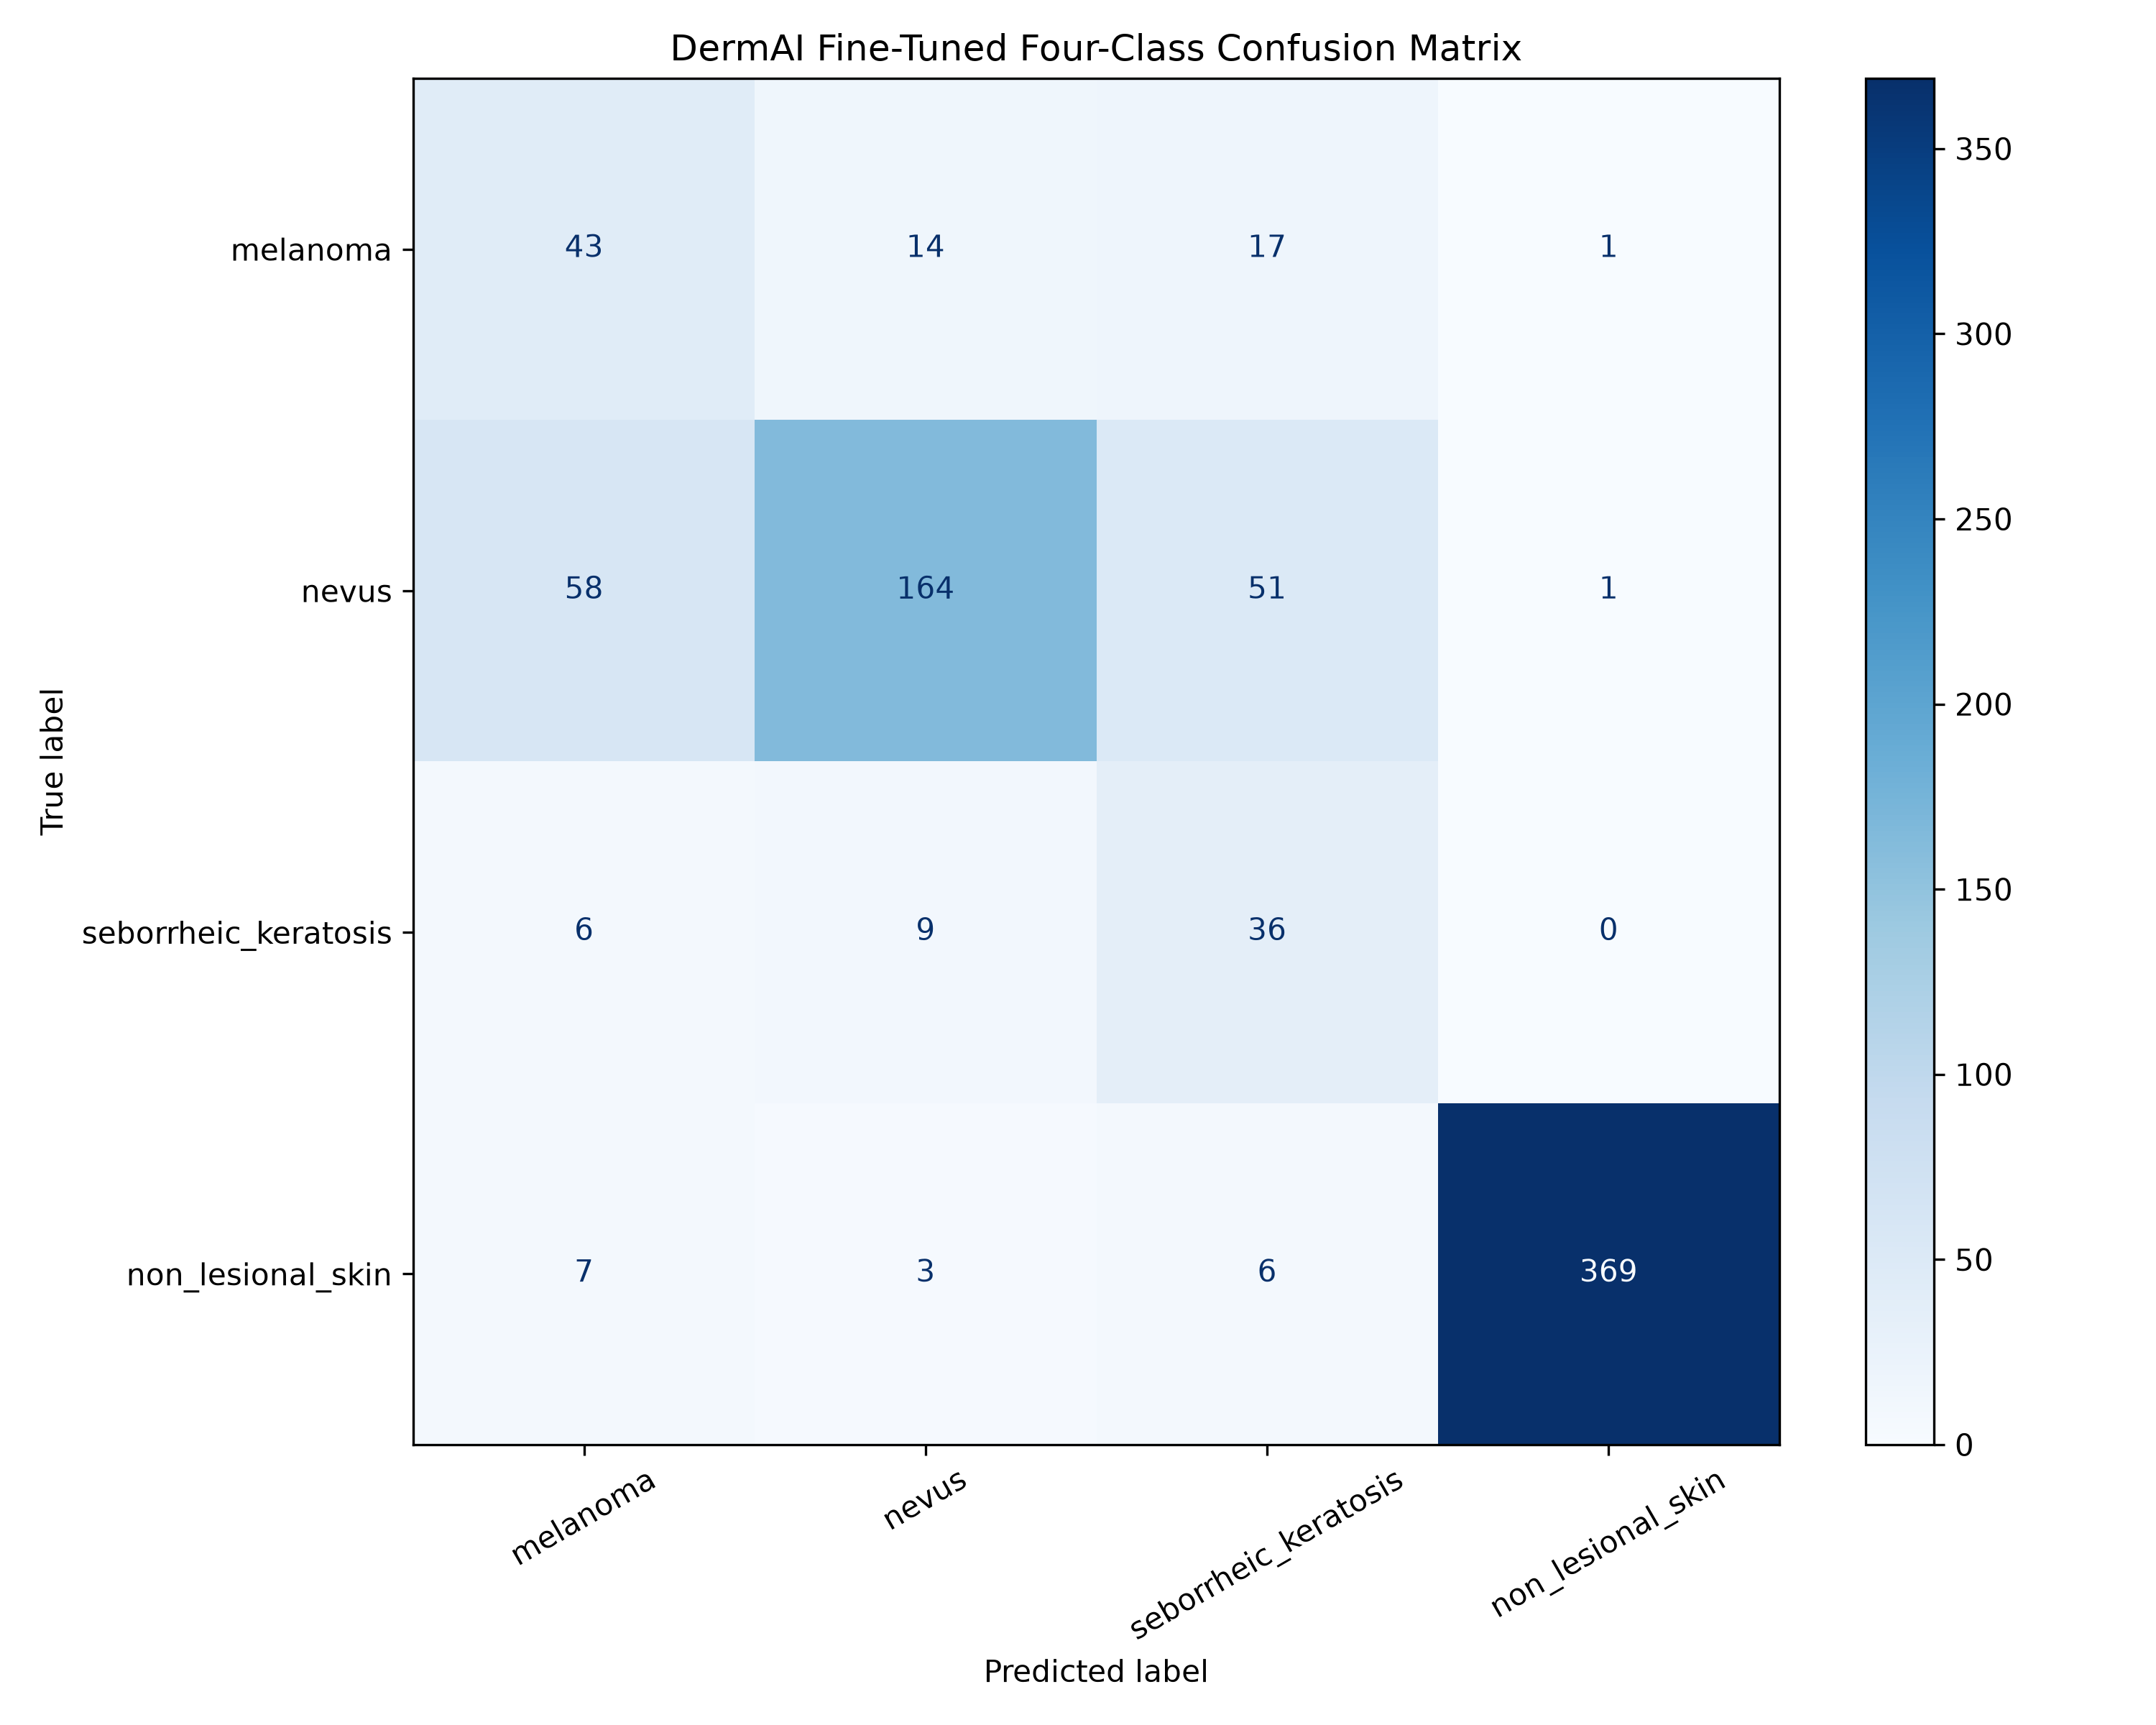 DermAI Fine-Tuned Four-Class Confusion Matrix
melanoma 43 14 17 1
nevus 58 164 51 1
seborrheic_keratosis 6 9 36 0
non_lesional_skin 7 3 6 369
melanoma nevus seborrheic_keratosis non_lesional_skin
True label
Predicted label
350
300
250
200
150
100
50
0